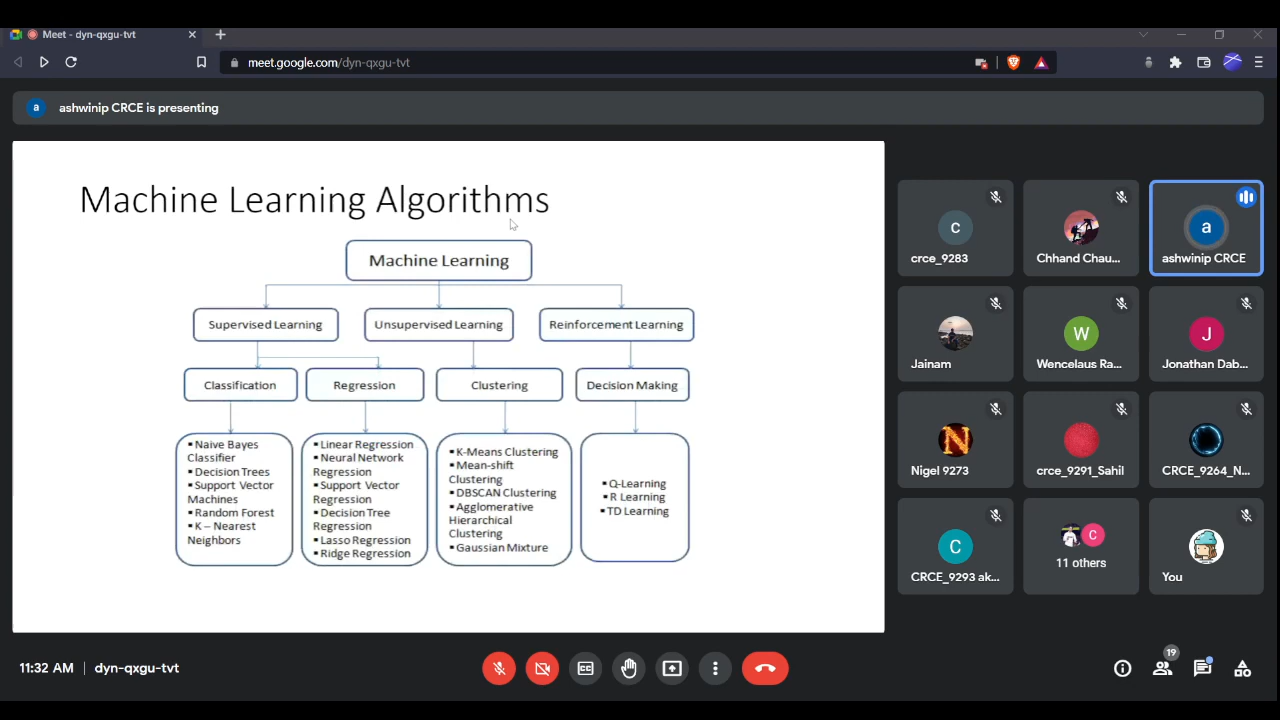 Meet - dyn-qxgu-tvt
meet.google.com/dyn-qxgu-tvt
a
ashwinip CRCE is presenting
Machine Learning Algorithms
Machine Learning
Supervised Learning
Unsupervised Learning
Reinforcement Learning
Classification
Regression
Clustering
Decision Making
▪ Naive Bayes
Classifier
▪ Decision Trees
▪ Support Vector
Machines
▪ Random Forest
▪ K – Nearest
Neighbors
▪ Linear Regression
▪ Neural Network
Regression
▪ Support Vector
Regression
▪ Decision Tree
Regression
▪ Lasso Regression
▪ Ridge Regression
▪ K-Means Clustering
▪ Mean-shift
Clustering
▪ DBSCAN Clustering
▪ Agglomerative
Hierarchical
Clustering
▪ Gaussian Mixture
▪ Q-Learning
▪ R Learning
▪ TD Learning
c
crce_9283
Chhand Chau...
a
ashwinip CRCE
Jainam
W
Wencelaus Ra...
J
Jonathan Dab...
N
Nigel 9273
crce_9291_Sahil
CRCE_9264_N...
C
CRCE_9293 ak...
C
11 others
You
11:32 AM
dyn-qxgu-tvt
19